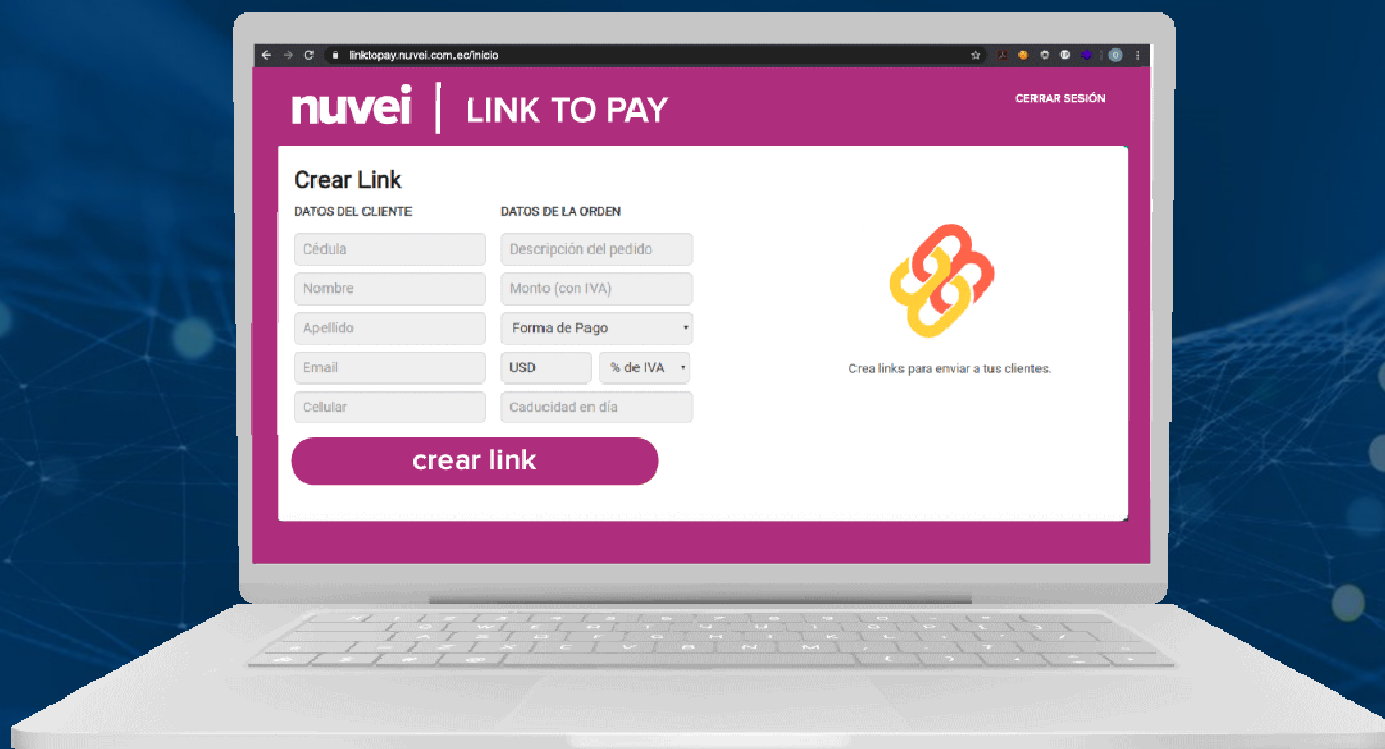 linktopay.nuvei.com.ec/inicio
nuvei | LINK TO PAY
CERRAR SESIÓN
Crear Link
DATOS DEL CLIENTE
DATOS DE LA ORDEN
Cédula
Descripción del pedido
Nombre
Monto (con IVA)
Apellido
Forma de Pago
Email
USD
% de IVA
Celular
Caducidad en día
crear link
Crea links para enviar a tus clientes.